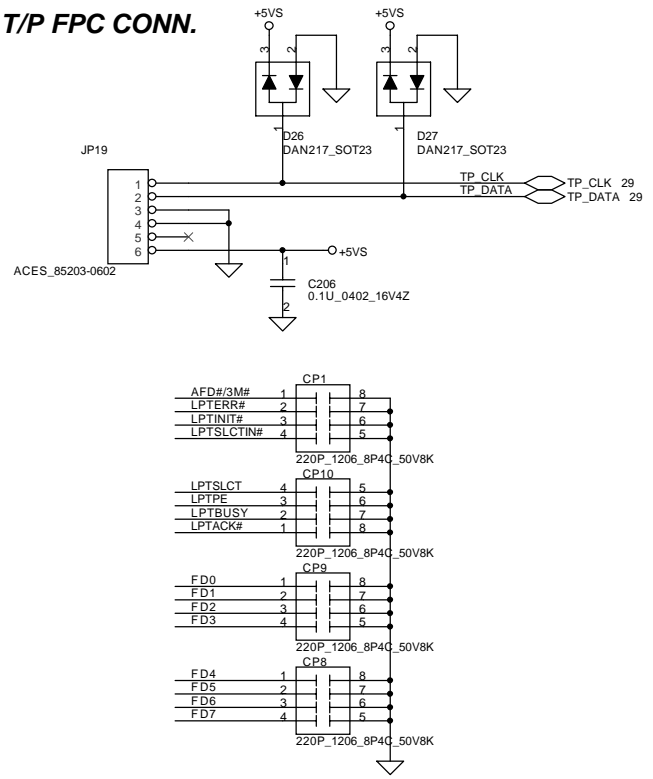 T/P FPC CONN.
+5VS +5VS
3 2 3 2
1 1
D26 D27
DAN217_SOT23 DAN217_SOT23
JP19
1 TP_CLK TP_CLK 29
2 TP_DATA TP_DATA 29
3
4
5
6 +5VS
ACES_85203-0602
1
C206
0.1U_0402_16V4Z
2
CP1
AFD#/3M# 1 8
LPTERR# 2 7
LPTINIT# 3 6
LPTSLCTIN# 4 5
220P_1206_8P4C_50V8K
CP10
LPTSLCT 4 5
LPTPE 3 6
LPTBUSY 2 7
LPTACK# 1 8
220P_1206_8P4C_50V8K
CP9
FD0 1 8
FD1 2 7
FD2 3 6
FD3 4 5
220P_1206_8P4C_50V8K
CP8
FD4 1 8
FD5 2 7
FD6 3 6
FD7 4 5
220P_1206_8P4C_50V8K